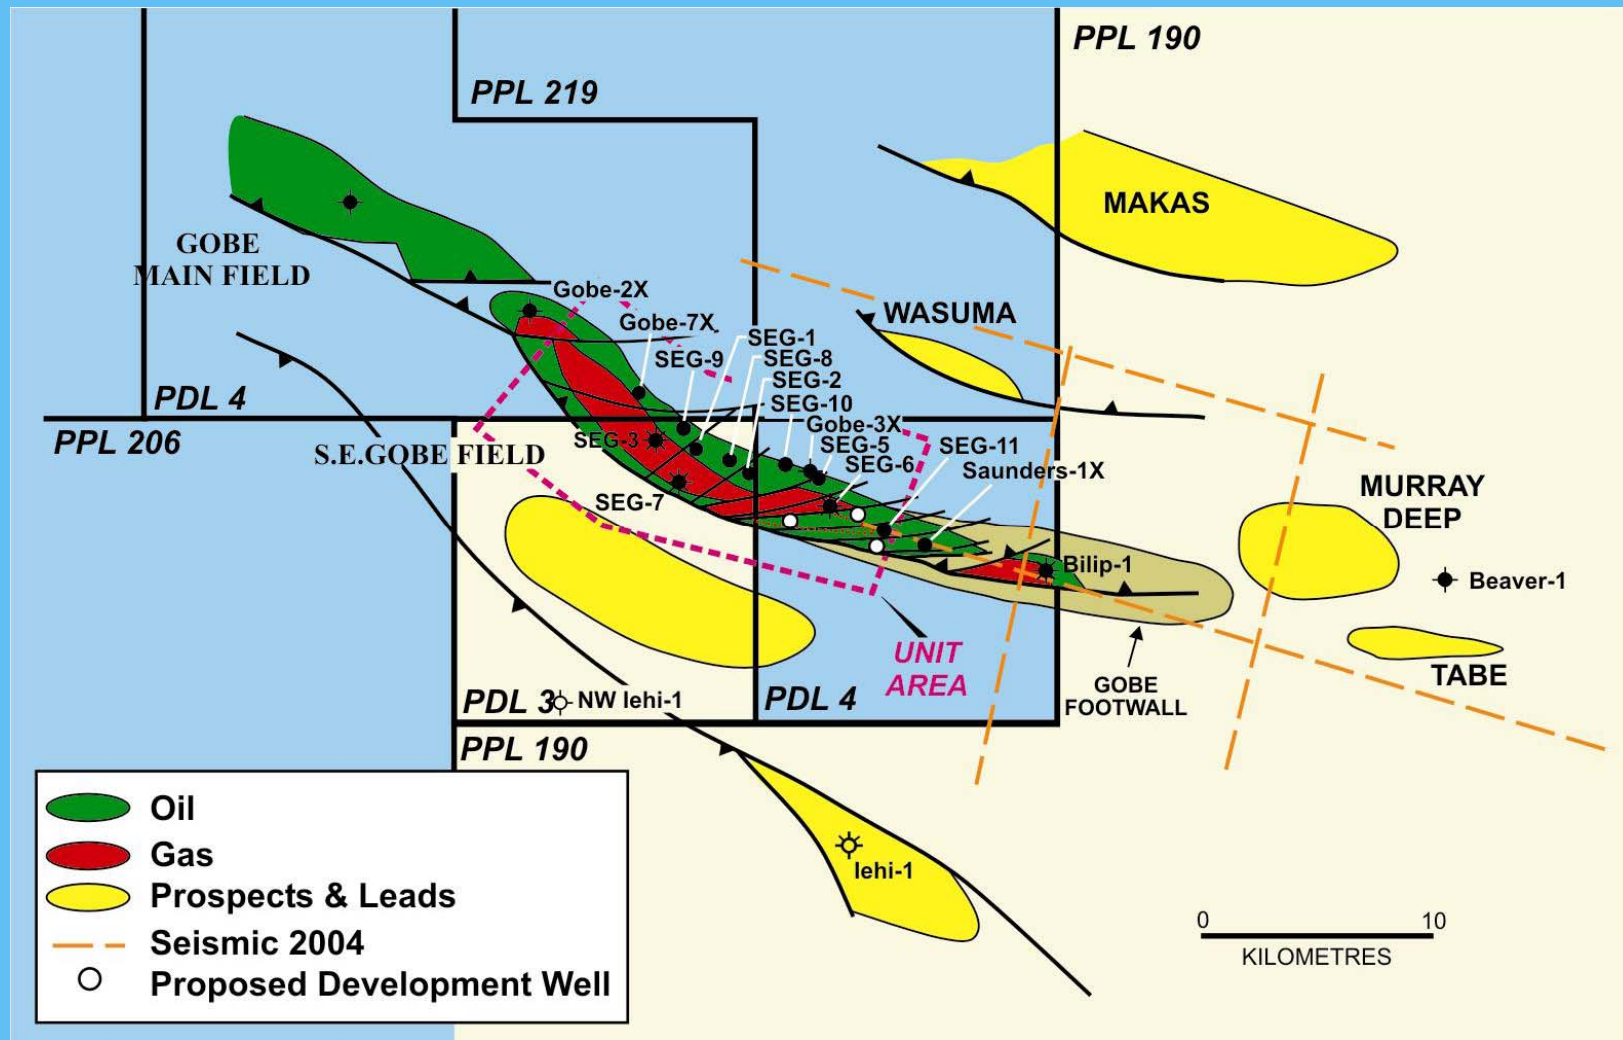 PPL 190
PPL 219
MAKAS
GOBE
MAIN FIELD
Gobe-2X
WASUMA
Gobe-7X
SEG-1
SEG-9
SEG-8
SEG-2
PDL 4
SEG-10
Gobe-3X
PPL 206
SEG-3
SEG-5
SEG-11
S.E.GOBE FIELD
SEG-6
Saunders-1X
SEG-7
MURRAY
DEEP
Bilip-1
Beaver-1
UNIT
AREA
TABE
GOBE
FOOTWALL
PDL 3
NW Iehi-1
PDL 4
PPL 190
Oil
Gas
Prospects & Leads
Seismic 2004
Proposed Development Well
Iehi-1
0 10
KILOMETRES